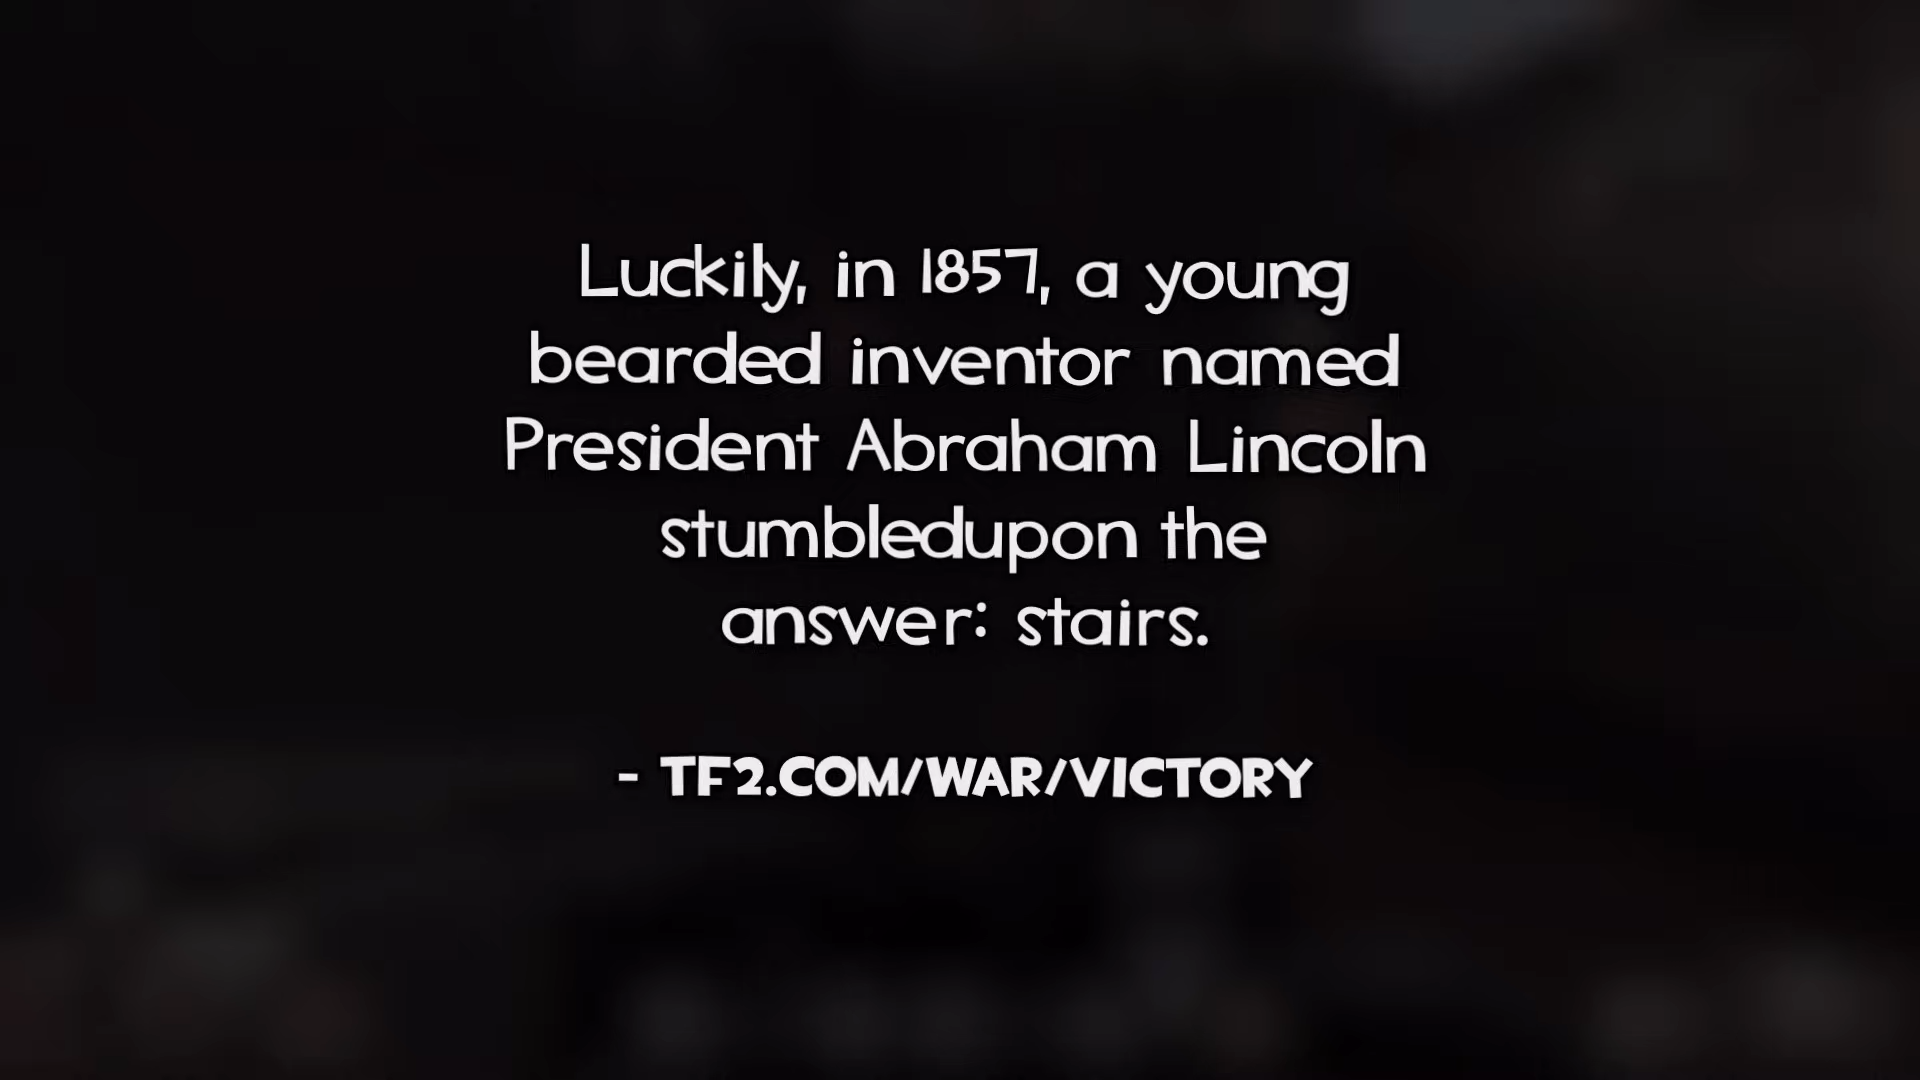 Luckily, in 1857, a young
bearded inventor named
President Abraham Lincoln
stumbledupon the
answer: stairs.
- TF2.COM/WAR/VICTORY